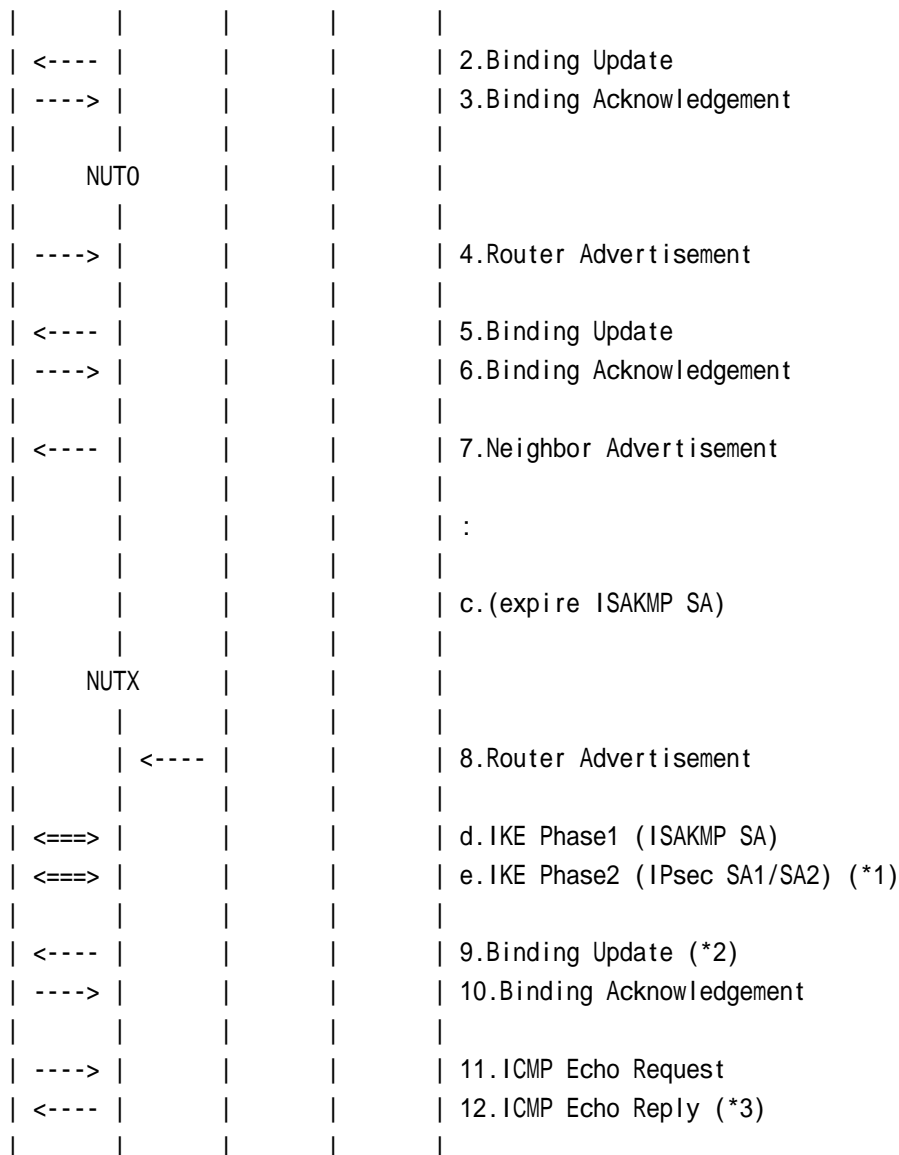 |       |       |       |       |
| <---- |       |       |       | 2.Binding Update
| ----> |       |       |       | 3.Binding Acknowledgement
|       |       |       |       |
|     NUT0      |       |       |
|       |       |       |       |
| ----> |       |       |       | 4.Router Advertisement
|       |       |       |       |
| <---- |       |       |       | 5.Binding Update
| ----> |       |       |       | 6.Binding Acknowledgement
|       |       |       |       |
| <---- |       |       |       | 7.Neighbor Advertisement
|       |       |       |       |
|       |       |       |       | :
|       |       |       |       |
|       |       |       |       | c.(expire ISAKMP SA)
|       |       |       |       |
|     NUTX      |       |       |
|       |       |       |       |
|       | <---- |       |       | 8.Router Advertisement
|       |       |       |       |
| <===> |       |       |       | d.IKE Phase1 (ISAKMP SA)
| <===> |       |       |       | e.IKE Phase2 (IPsec SA1/SA2) (*1)
|       |       |       |       |
| <---- |       |       |       | 9.Binding Update (*2)
| ----> |       |       |       | 10.Binding Acknowledgement
|       |       |       |       |
| ----> |       |       |       | 11.ICMP Echo Request
| <---- |       |       |       | 12.ICMP Echo Reply (*3)
|       |       |       |       |